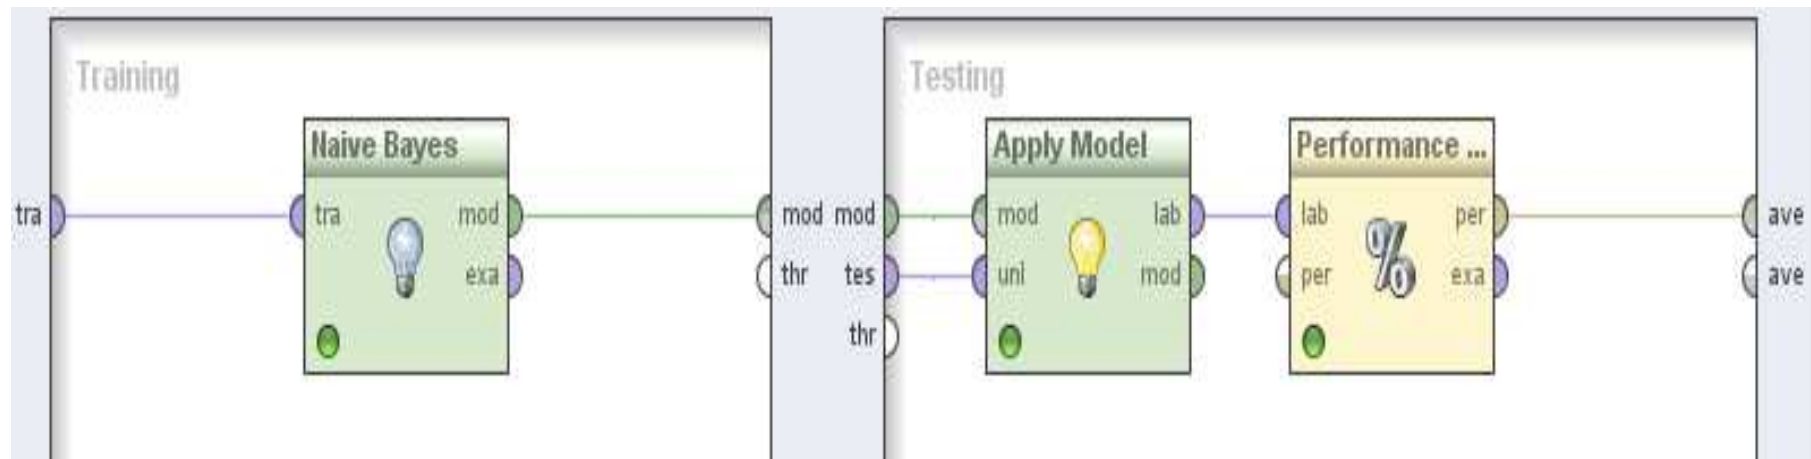 Training
Testing
Naive Bayes
Apply Model
Performance ...
tra
tra
mod
mod
mod
mod
lab
lab
per
ave
exa
thr
tes
uni
mod
per
exa
ave
thr